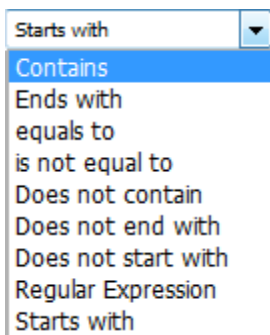 Starts with
Contains
Ends with
equals to
is not equal to
Does not contain
Does not end with
Does not start with
Regular Expression
Starts with